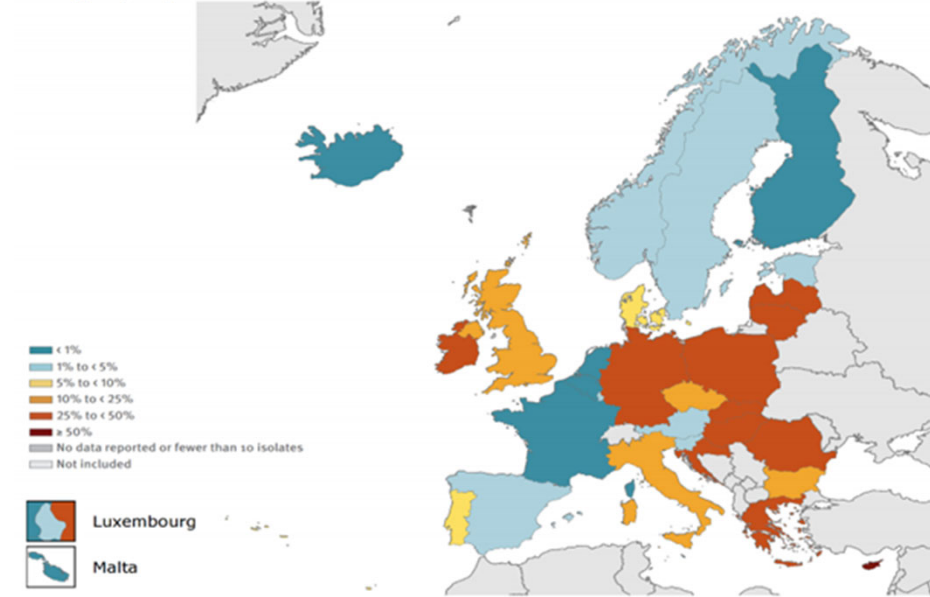 < 1%
1% to < 5%
5% to < 10%
10% to < 25%
25% to < 50%
≥ 50%
No data reported or fewer than 10 isolates
Not included
Luxembourg
Malta